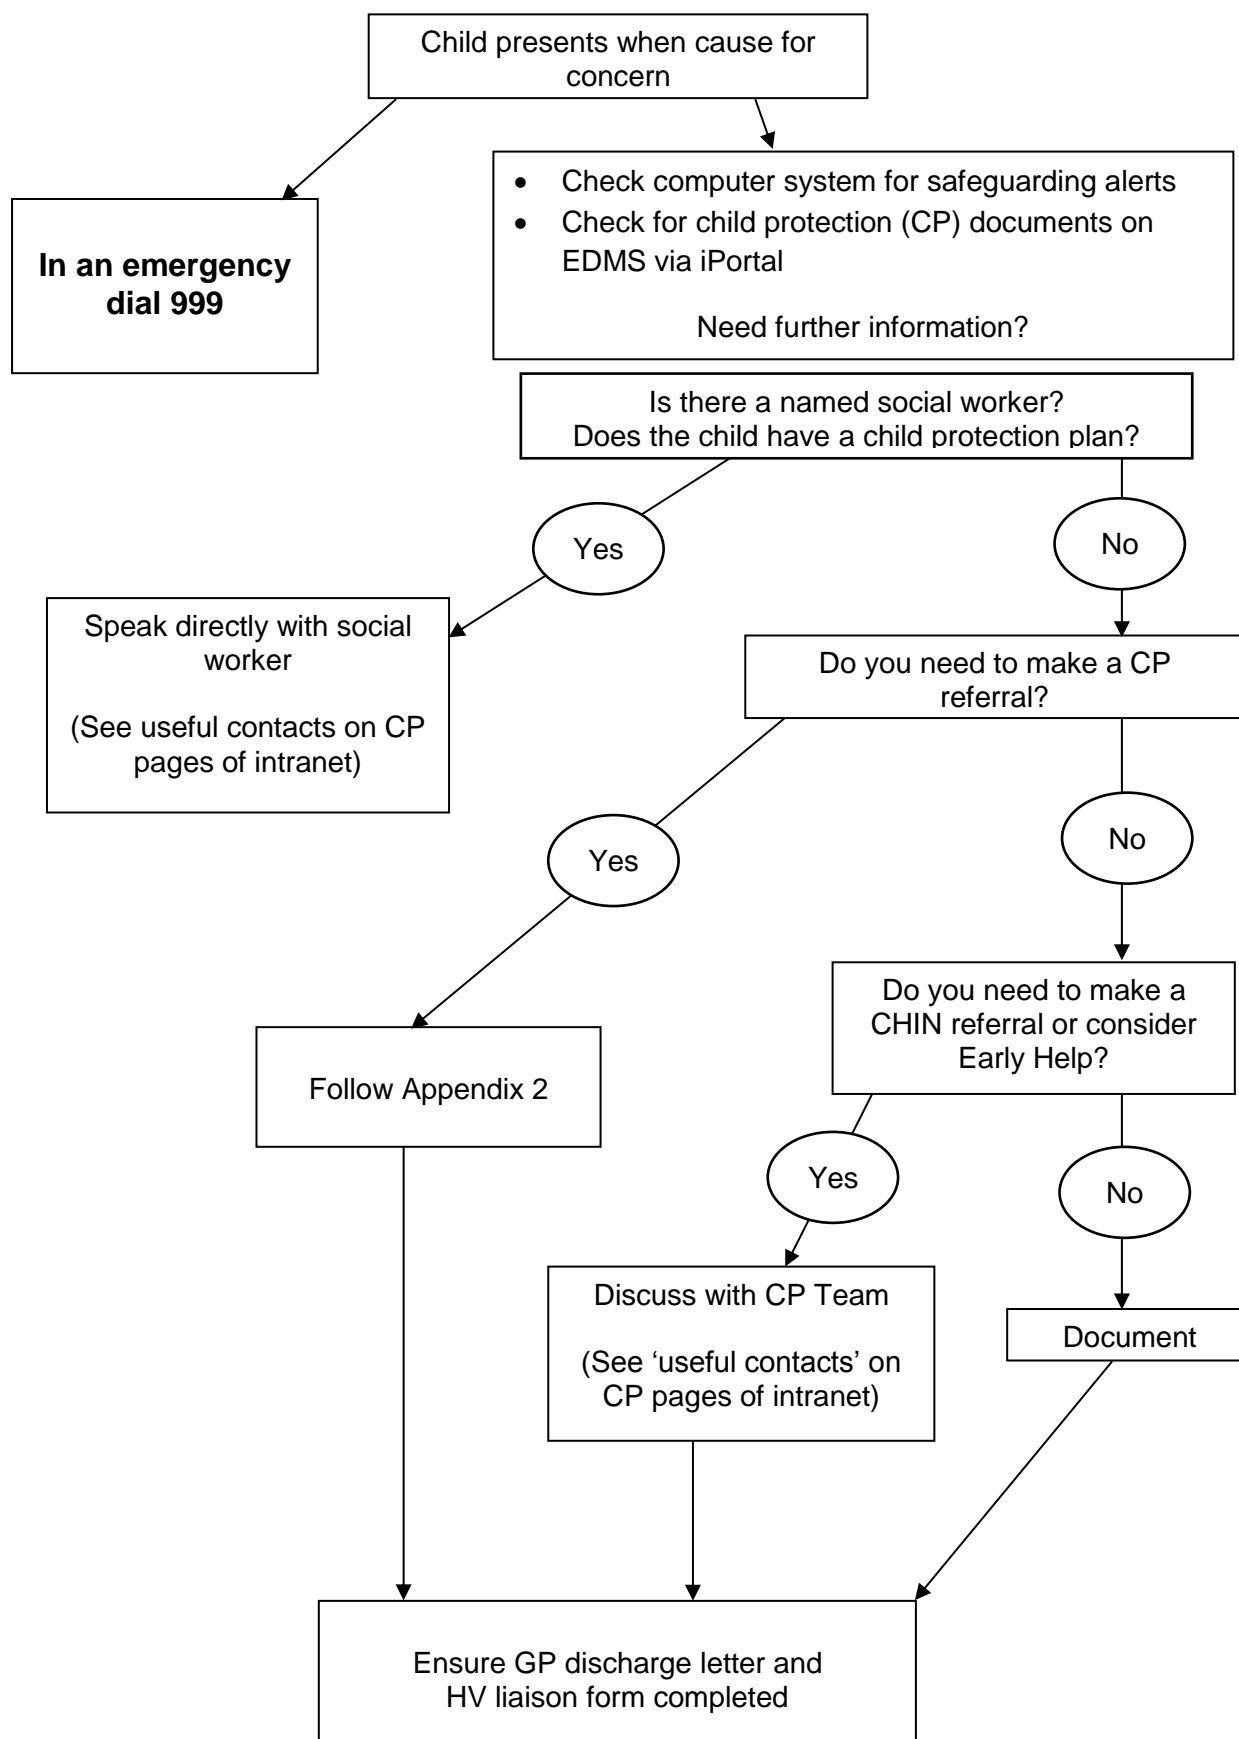 Child presents when cause for
concern
• Check computer system for safeguarding alerts
• Check for child protection (CP) documents on
EDMS via iPortal
Need further information?
In an emergency
dial 999
Is there a named social worker?
Does the child have a child protection plan?
Yes
No
Speak directly with social
worker
(See useful contacts on CP
pages of intranet)
Do you need to make a CP
referral?
Yes
No
Do you need to make a
CHIN referral or consider
Early Help?
Follow Appendix 2
Yes
No
Discuss with CP Team
(See ‘useful contacts’ on
CP pages of intranet)
Document
Ensure GP discharge letter and
HV liaison form completed